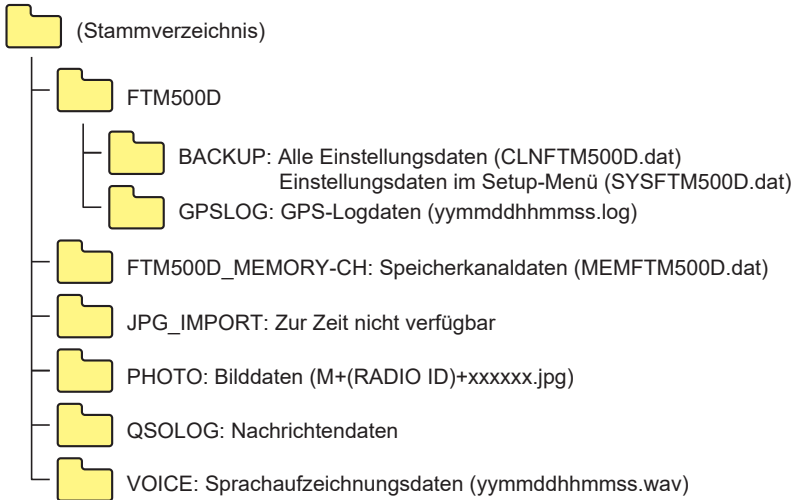 (Stammverzeichnis)
FTM500D
BACKUP: Alle Einstellungsdaten (CLNFTM500D.dat)
Einstellungsdaten im Setup-Menü (SYSFTM500D.dat)
GPSLOG: GPS-Logdaten (yymmddhhmmss.log)
FTM500D_MEMORY-CH: Speicherkanaldaten (MEMFTM500D.dat)
JPG_IMPORT: Zur Zeit nicht verfügbar
PHOTO: Bilddaten (M+(RADIO ID)+xxxxxx.jpg)
QSOLOG: Nachrichtendaten
VOICE: Sprachaufzeichnungsdaten (yymmddhhmmss.wav)